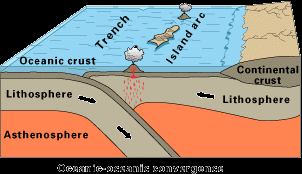 Trench
Island arc
Oceanic crust
Continental
crust
Lithosphere
Lithosphere
Asthenosphere
Oceanic-oceanic convergence